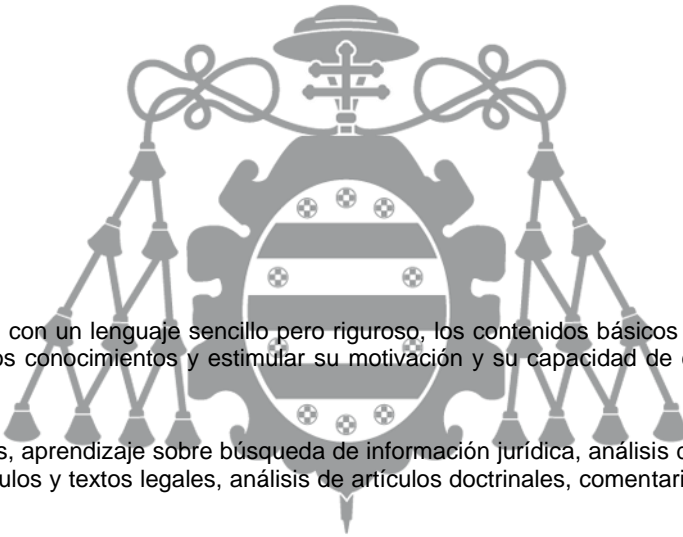 con un lenguaje sencillo pero riguroso, los contenidos básicos
os conocimientos y estimular su motivación y su capacidad de
s, aprendizaje sobre búsqueda de información jurídica, análisis
ulos y textos legales, análisis de artículos doctrinales,